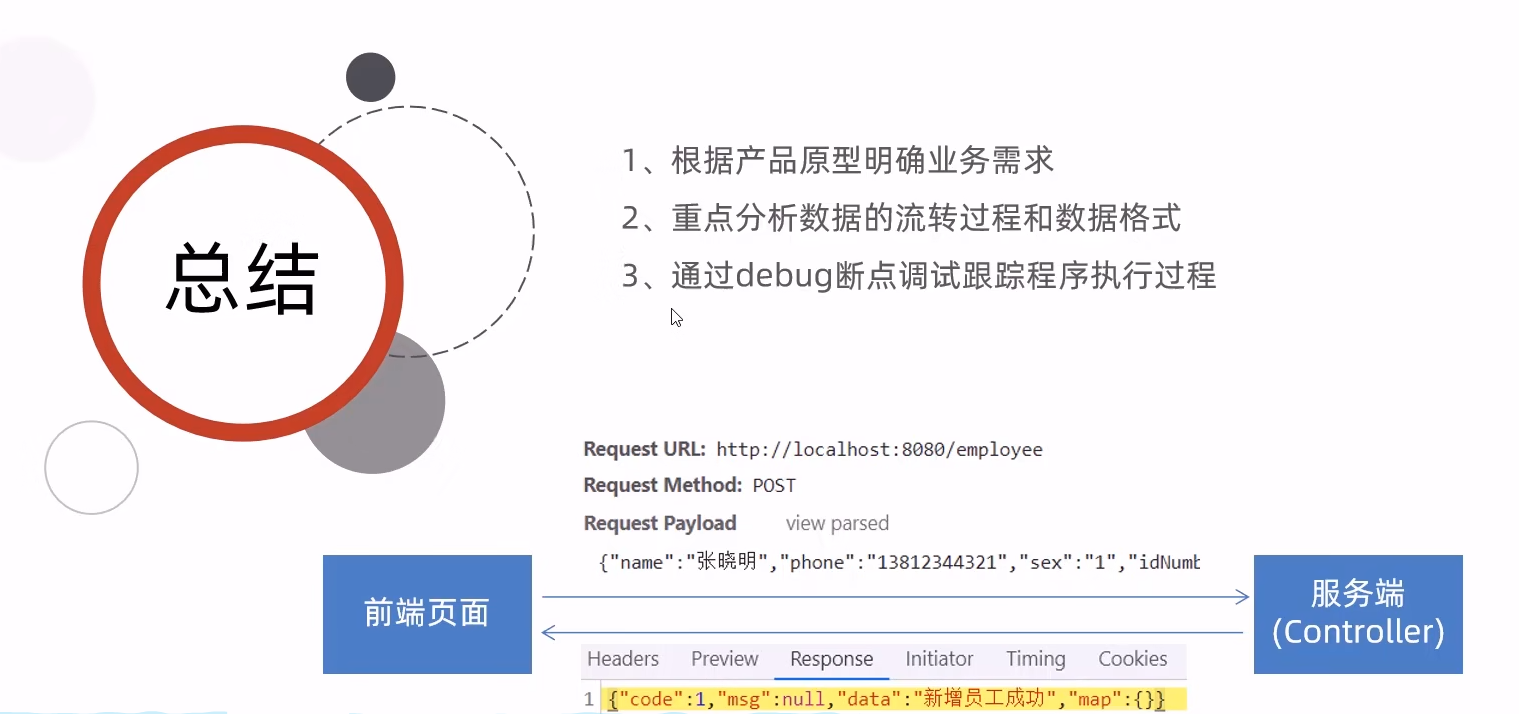 总结
1、根据产品原型明确业务需求
2、重点分析数据的流转过程和数据格式
3、通过debug断点调试跟踪程序执行过程
Request URL: http://localhost:8080/employee
Request Method: POST
Request Payload view parsed
{"name":"张晓明","phone":"13812344321","sex":"1","idNumb
前端页面
服务端
(Controller)
Headers Preview Response Initiator Timing Cookies
1 {"code":1,"msg":null,"data":"新增员工成功","map":{}}